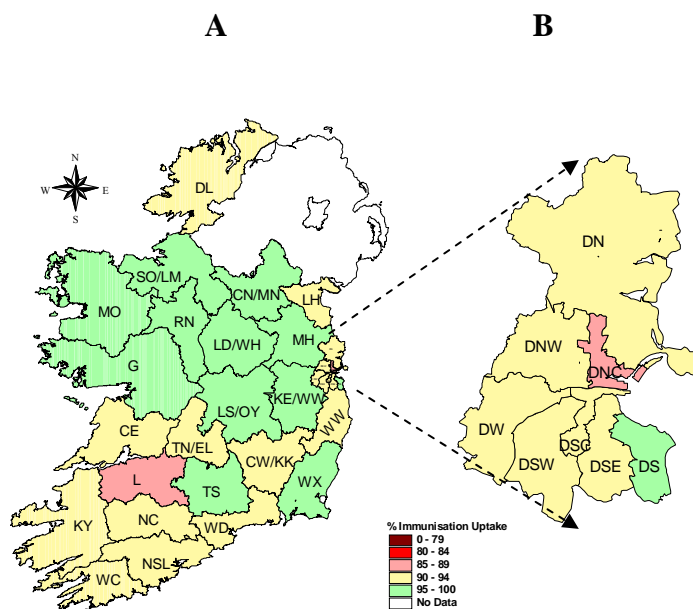 A B
N
W E
S
DL
DN
SO/LM
CN/MN
LH
MO
RN
LD/WH
MH
DNW
DNC
G
LS/OY
KE/WW
CE
TN/EL
WW
DW
DSC
DSW
DSE
DS
CW/KK
L
TS
WX
KY
NC
WD
NSL
WC
% Immunisation Uptake
0 - 79
80 - 84
85 - 89
90 - 94
95 - 100
No Data